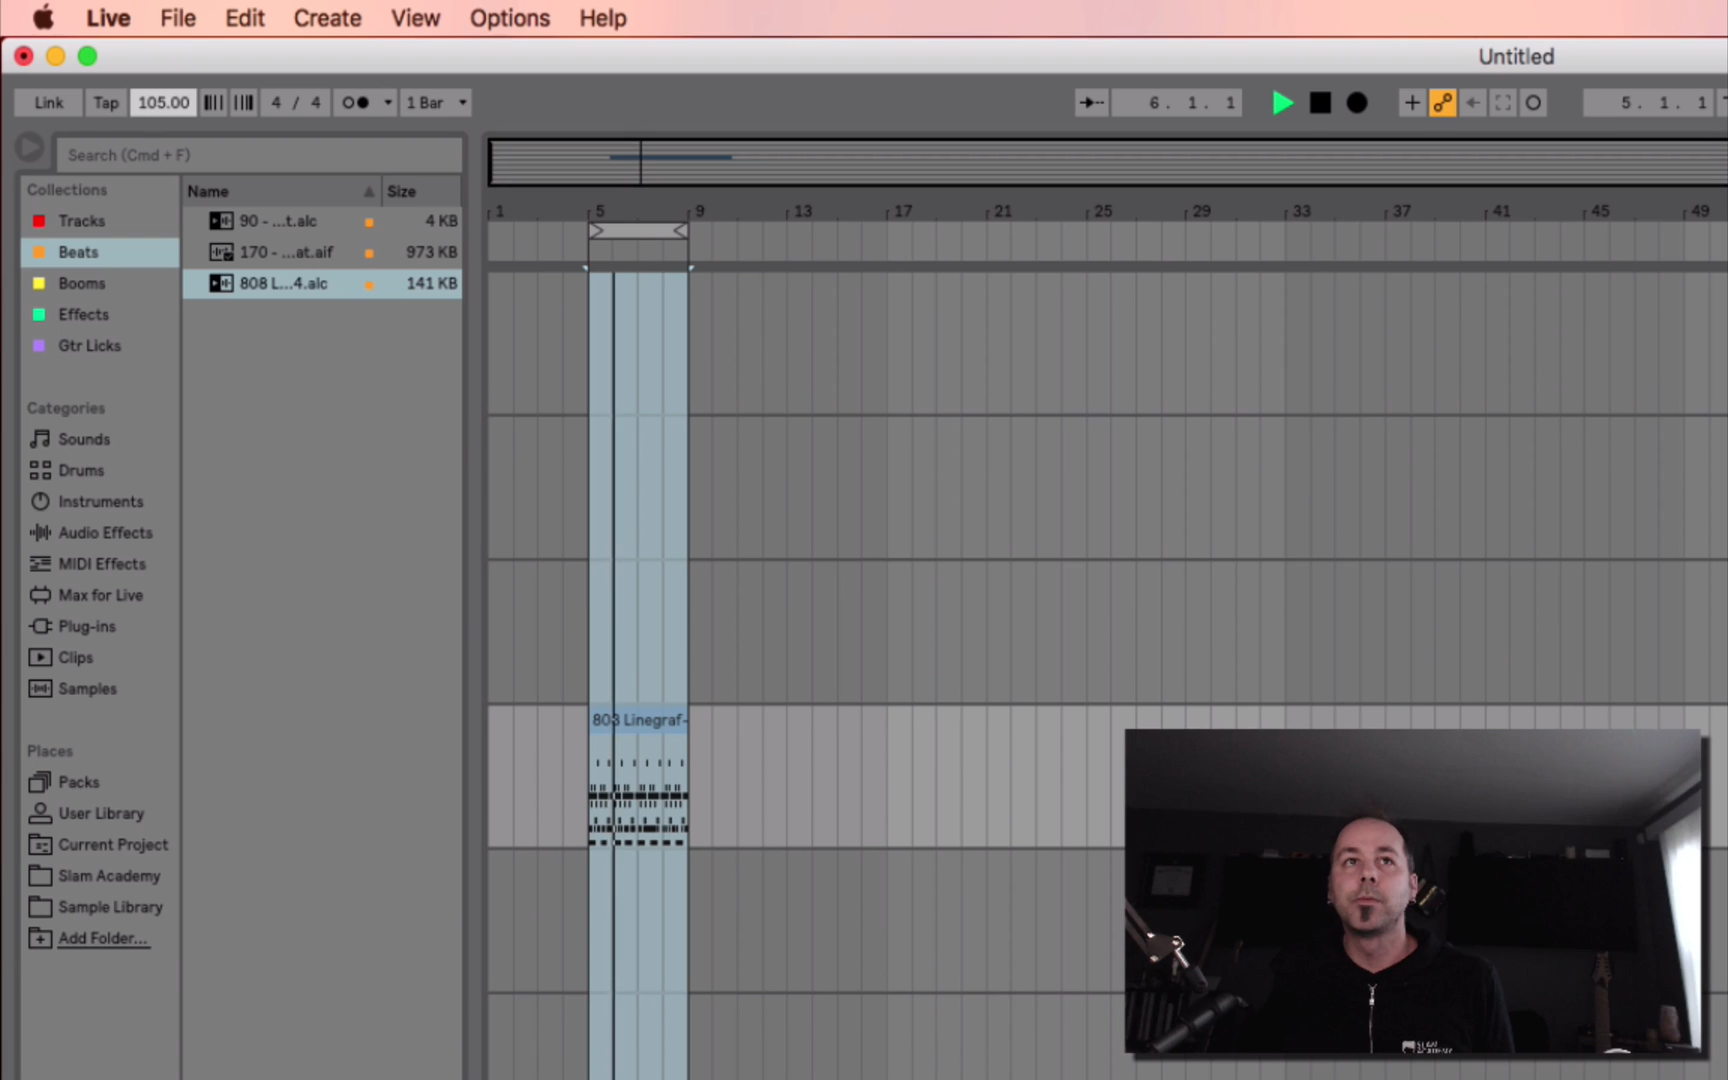 Live File Edit Create View Options Help
Untitled
Link Tap 105.00 4 / 4 1 Bar 6. 1. 1 5. 1. 1
Search (Cmd + F)
Collections
Tracks
Beats
Booms
Effects
Gtr Licks
Categories
Sounds
Drums
Instruments
Audio Effects
MIDI Effects
Max for Live
Plug-ins
Clips
Samples
Places
Packs
User Library
Current Project
Slam Academy
Sample Library
Add Folder...
Name Size
90 - ...t.alc 4 KB
170 - ...at.aif 973 KB
808 L...4.alc 141 KB
1 5 9 13 17 21 25 29 33 37 41 45 49
808 Linegraf-
SLAM
ACADEMY